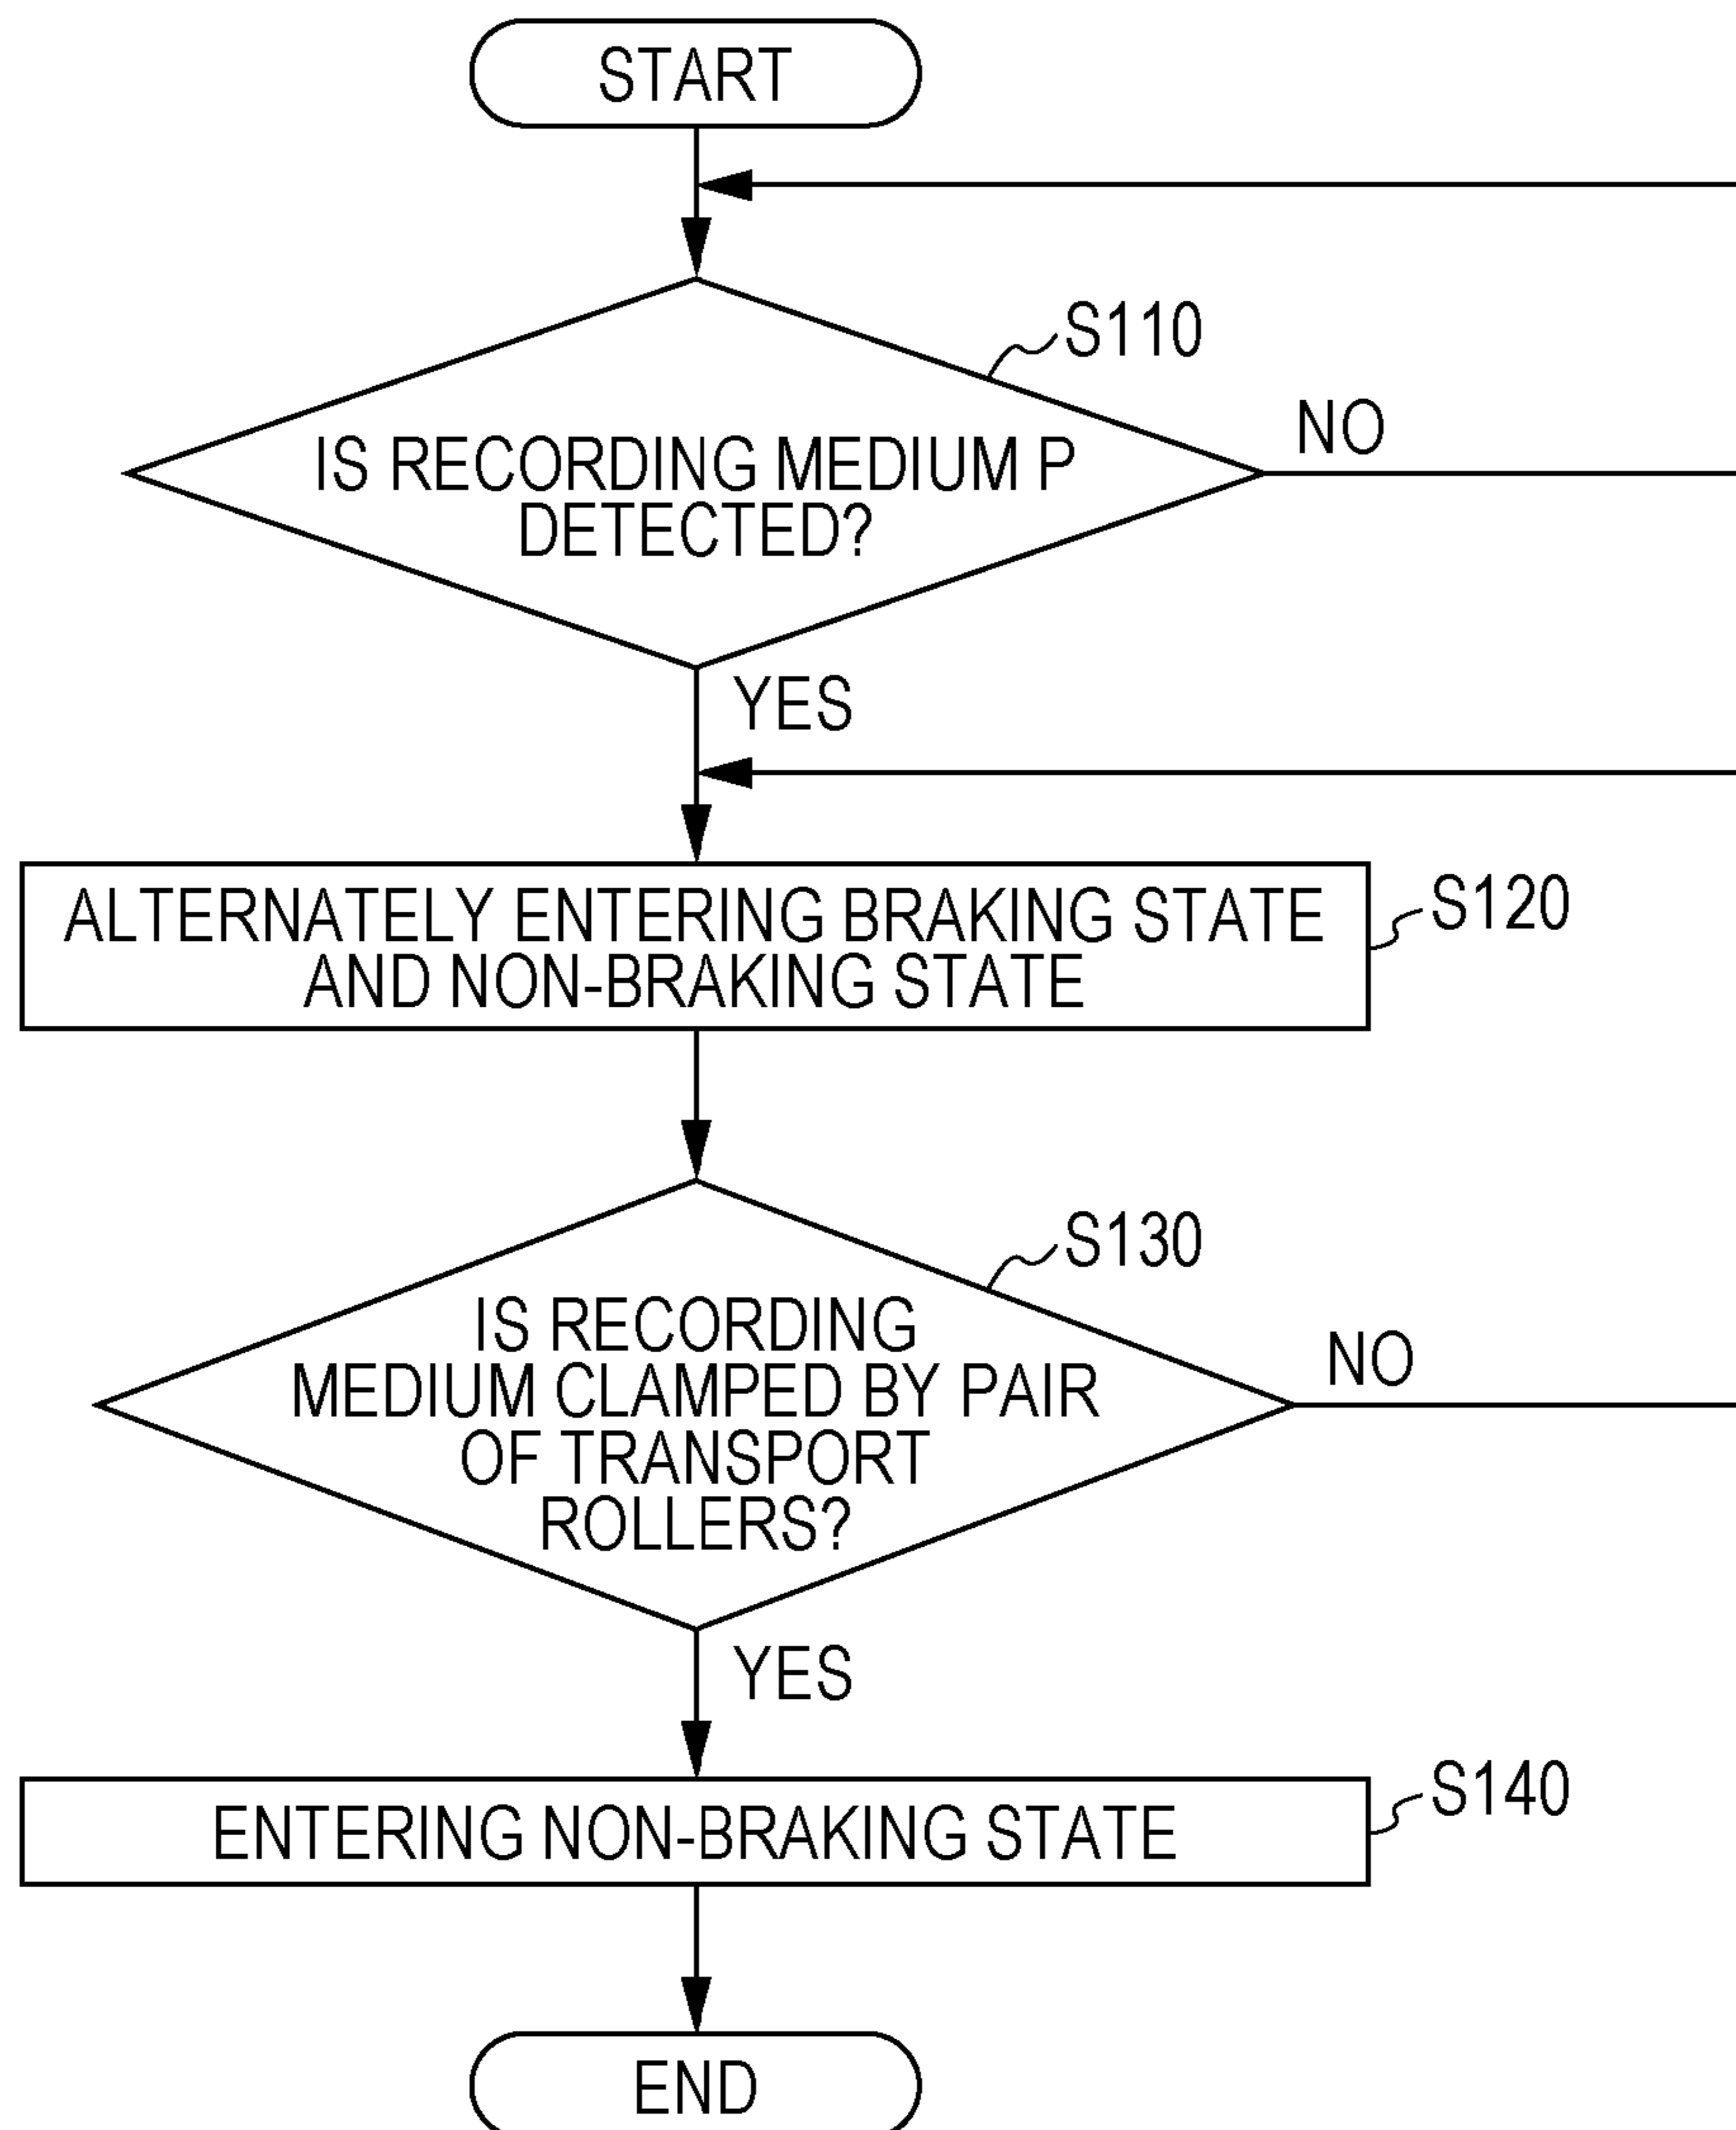 START
S110
IS RECORDING MEDIUM P
DETECTED?
NO
YES
ALTERNATELY ENTERING BRAKING STATE
AND NON-BRAKING STATE
S120
S130
IS RECORDING
MEDIUM CLAMPED BY PAIR
OF TRANSPORT
ROLLERS?
NO
YES
ENTERING NON-BRAKING STATE
S140
END